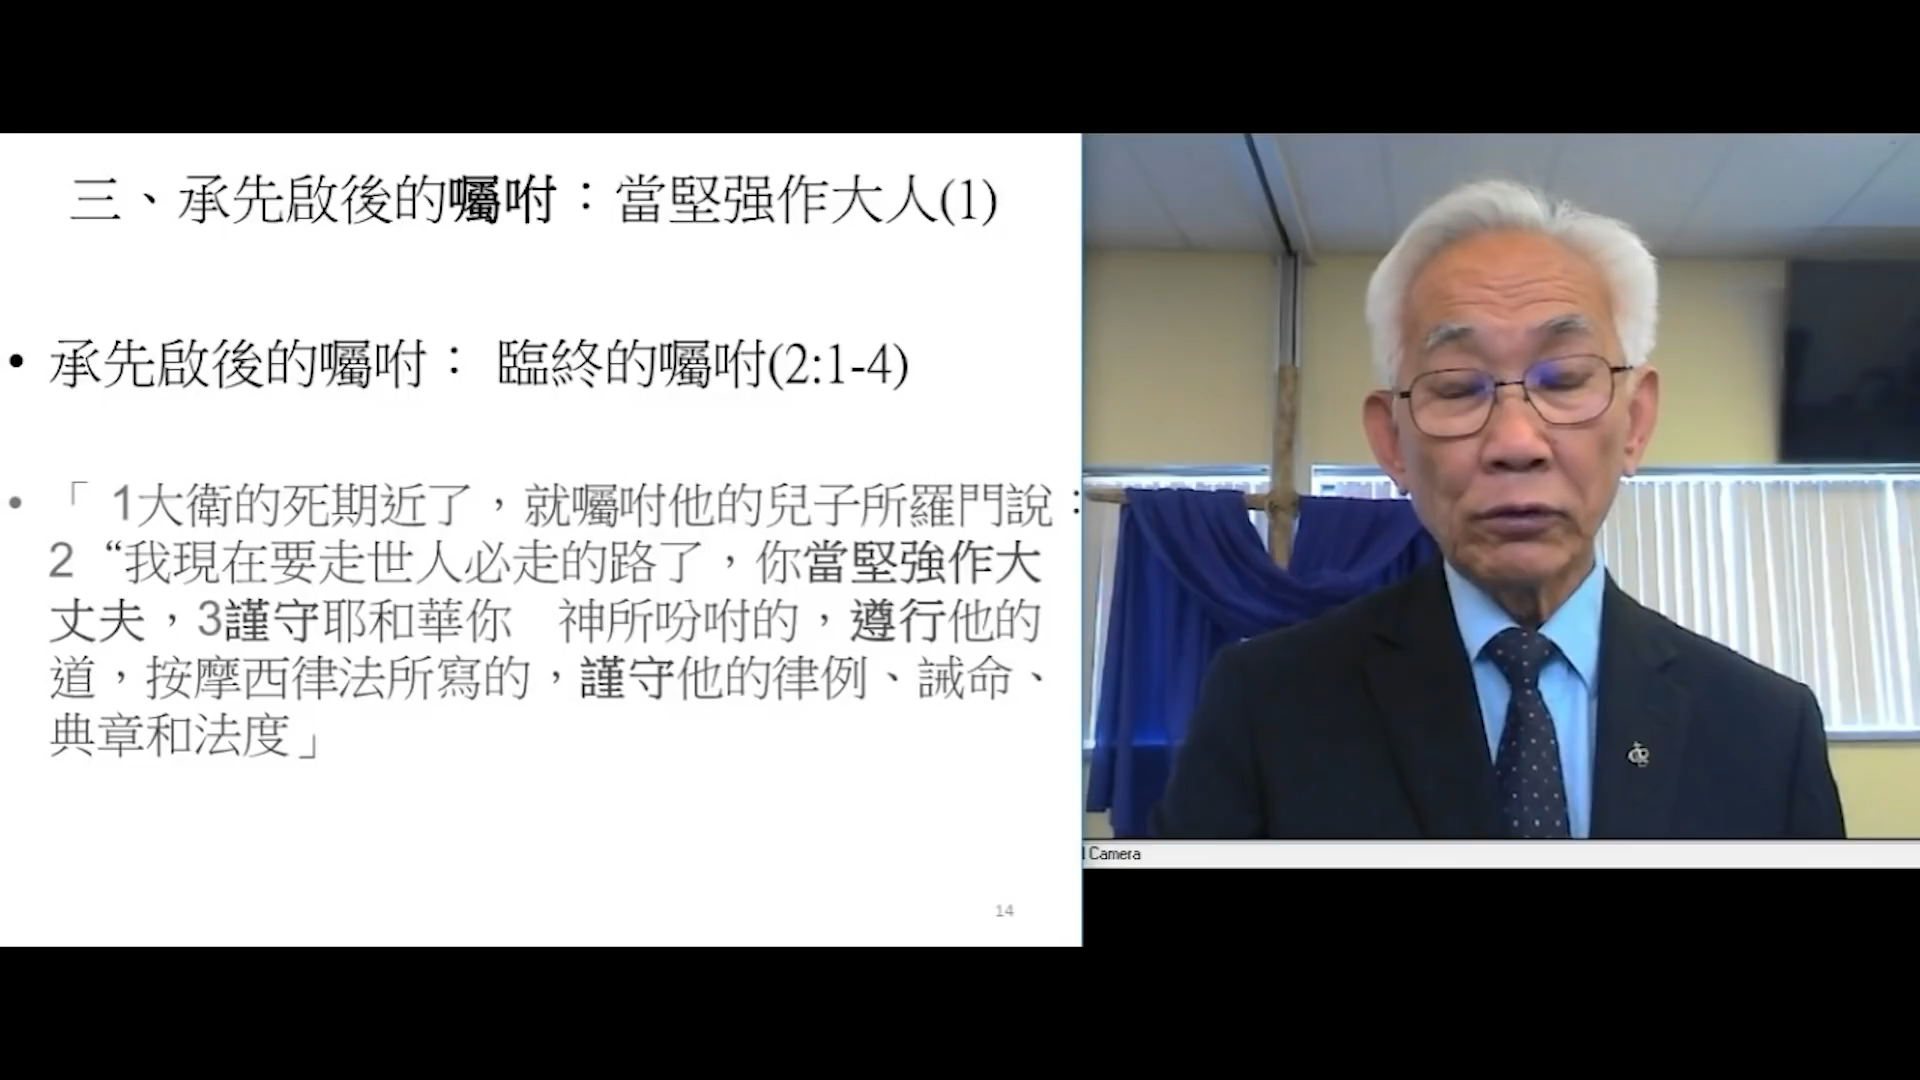 三、承先啟後的囑咐：當堅强作大人(1)
• 承先啟後的囑咐： 臨終的囑咐(2:1-4)
• 「 1大衛的死期近了，就囑咐他的兒子所羅門說：
2 “我現在要走世人必走的路了，你當堅強作大
丈夫，3謹守耶和華你　神所吩咐的，遵行他的
道，按摩西律法所寫的，謹守他的律例、誡命、
典章和法度」
14
Camera